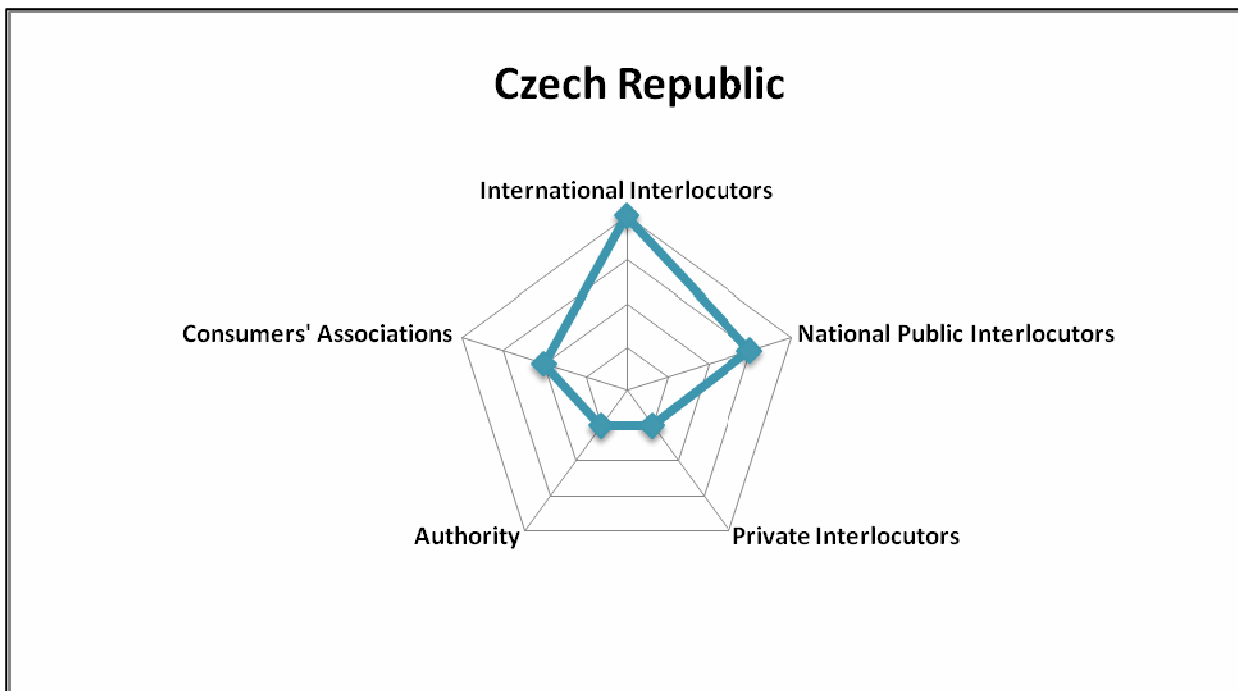 Czech Republic
International Interlocutors
Consumers' Associations
National Public Interlocutors
Authority
Private Interlocutors